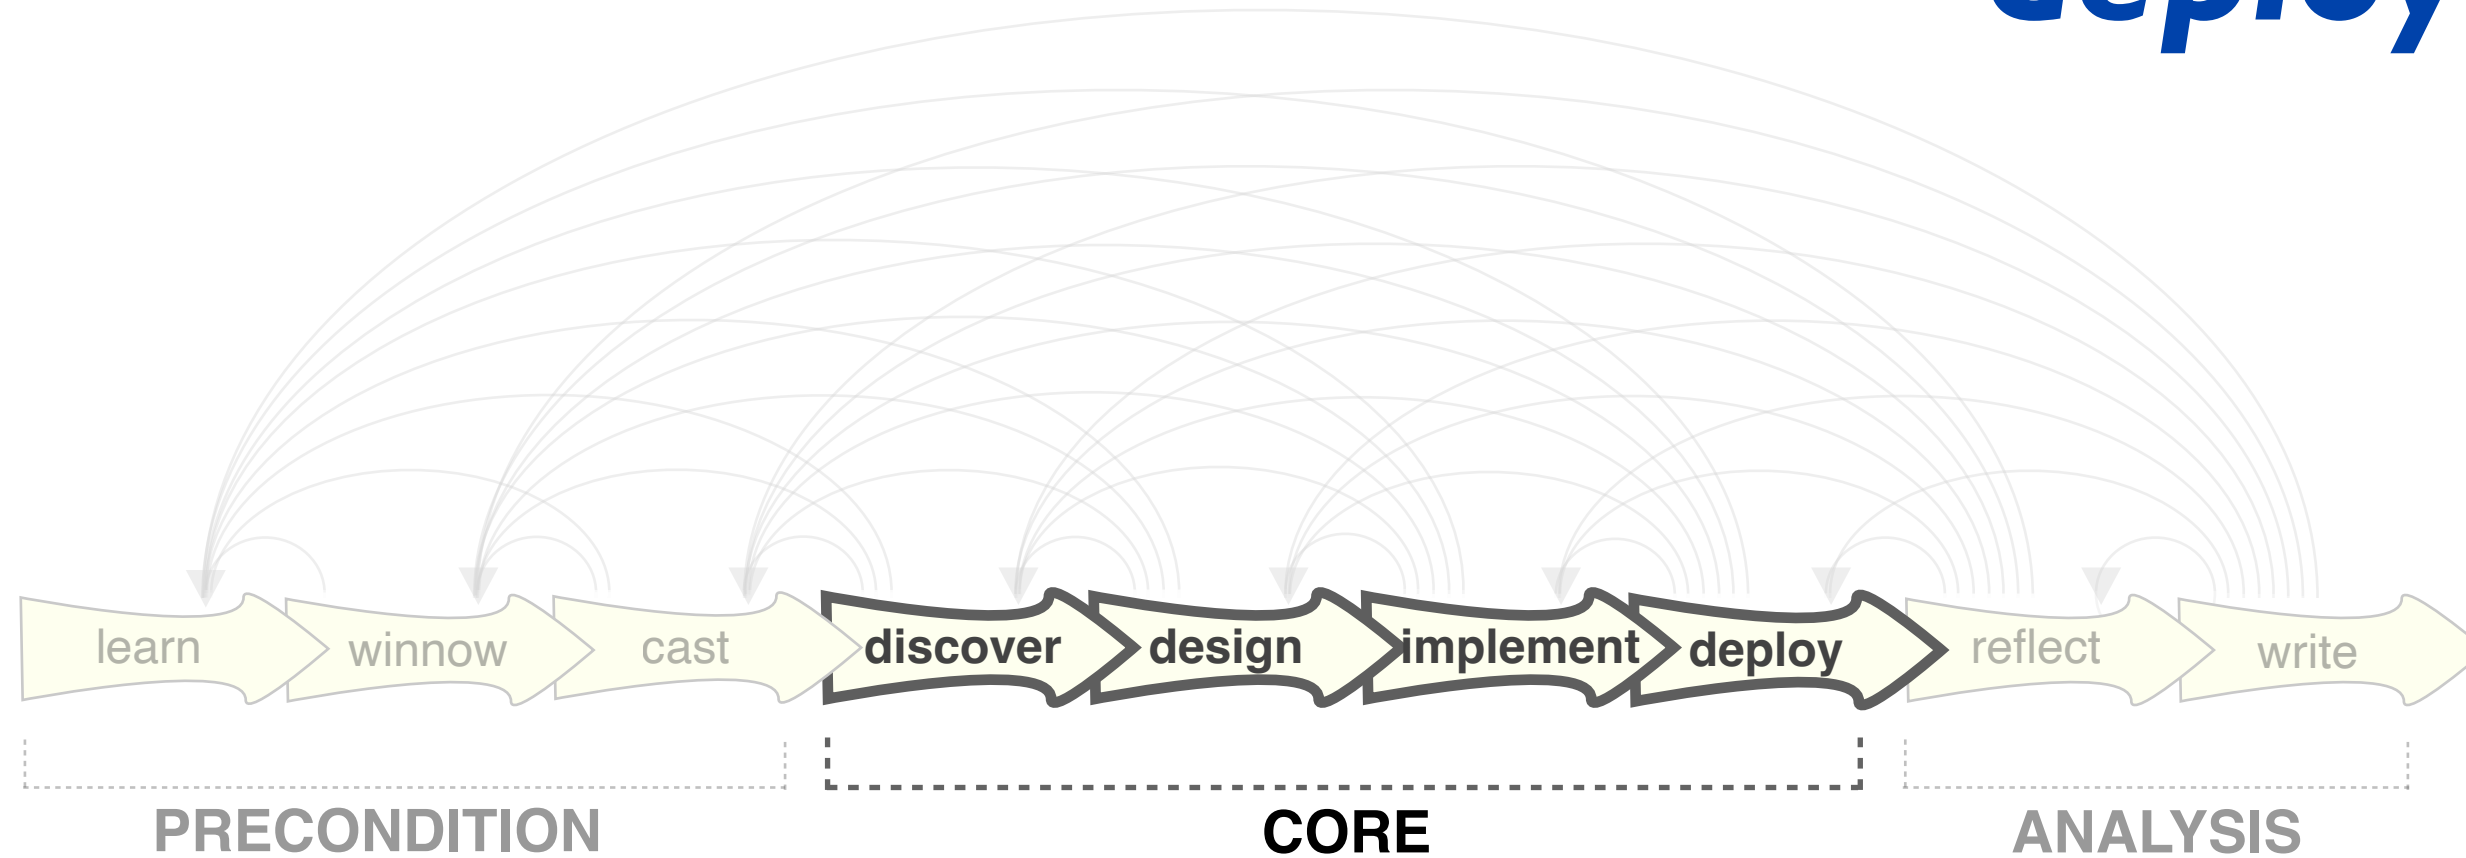 deploy
learn
winnow
cast
discover
design
implement
deploy
reflect
write
PRECONDITION
CORE
ANALYSIS